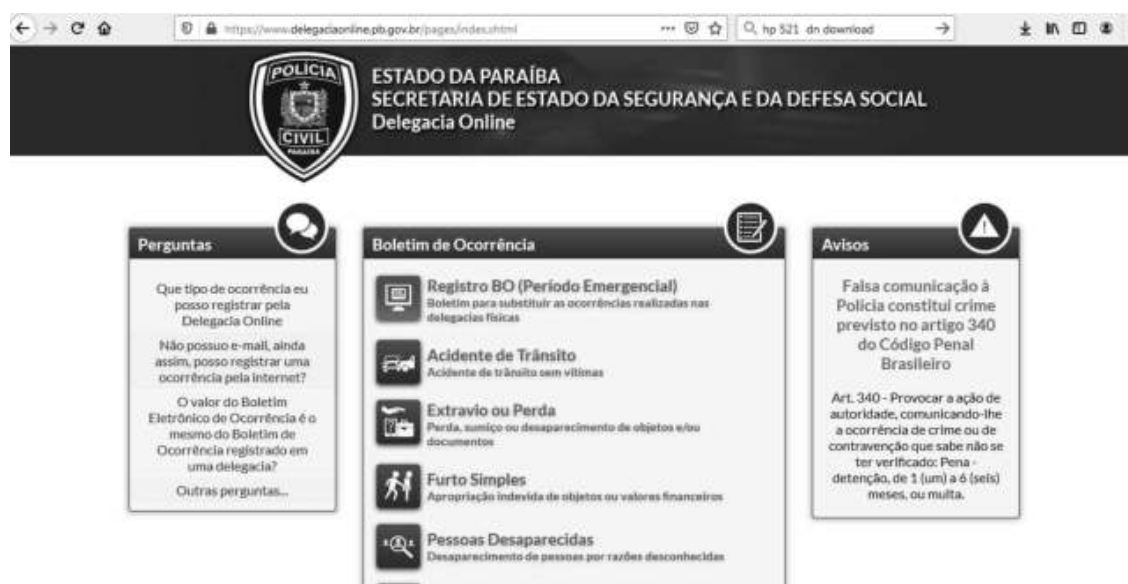 https://www.delegaciaonline.pb.gov.br/pages/index.xhtml
hp 521 dn download
POLICIA
CIVIL
PARAÍBA
ESTADO DA PARAÍBA
SECRETARIA DE ESTADO DA SEGURANÇA E DA DEFESA SOCIAL
Delegacia Online
Perguntas
Que tipo de ocorrência eu
posso registrar pela
Delegacia Online
Não possuo e-mail, ainda
assim, posso registrar uma
ocorrência pela internet?
O valor do Boletim
Eletrônico de Ocorrência é o
mesmo do Boletim de
Ocorrência registrado em
uma delegacia?
Outras perguntas...
Boletim de Ocorrência
Registro BO (Período Emergencial)
Boletim para substituir as ocorrências realizadas nas
delegacias físicas
Acidente de Trânsito
Acidente de trânsito sem vítimas
Extravio ou Perda
Perda, sumiço ou desaparecimento de objetos e/ou
documentos
Furto Simples
Apropriação indevida de objetos ou valores financeiros
Pessoas Desaparecidas
Desaparecimento de pessoas por razões desconhecidas
Avisos
Falsa comunicação à
Polícia constitui crime
previsto no artigo 340
do Código Penal
Brasileiro
Art. 340 - Provocar a ação de
autoridade, comunicando-lhe
a ocorrência de crime ou de
contravenção que sabe não se
ter verificado: Pena -
detenção, de 1 (um) a 6 (seis)
meses, ou multa.